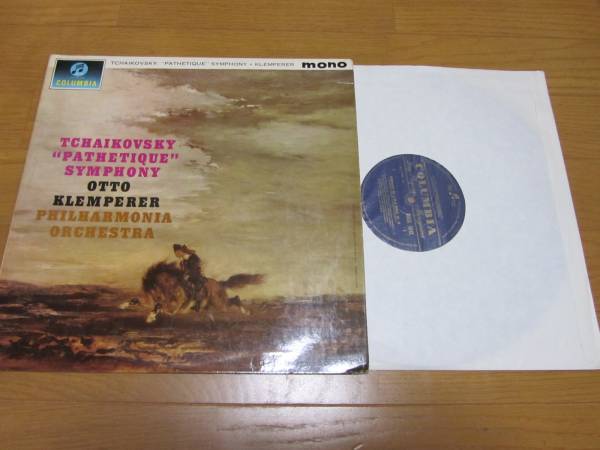 TCHAIKOVSKY "PATHETIQUE" SYMPHONY • KLEMPERER mono
COLUMBIA
TCHAIKOVSKY
"PATHETIQUE"
SYMPHONY
OTTO
KLEMPERER
PHILHARMONIA
ORCHESTRA
COLUMBIA